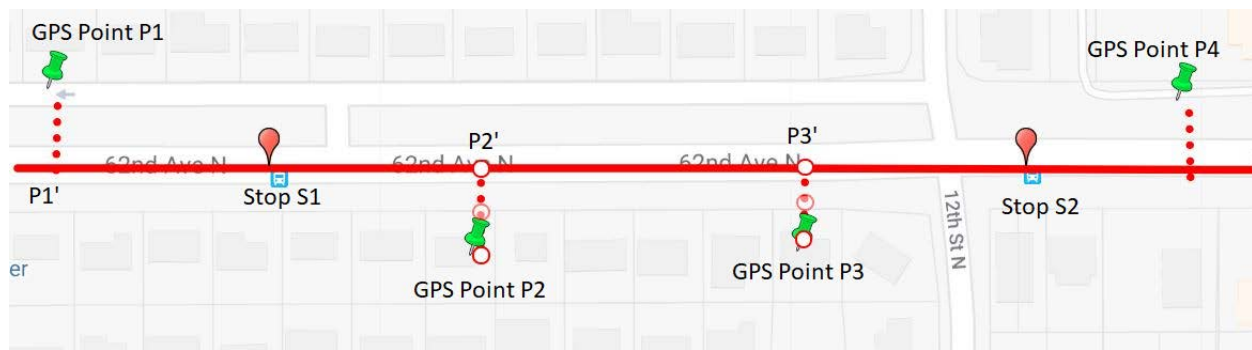 GPS Point P1
GPS Point P4
P2'
P3'
62nd Ave N
62nd Ave N
62nd Ave N
P1'
Stop S1
Stop S2
12th St N
er
GPS Point P2
GPS Point P3